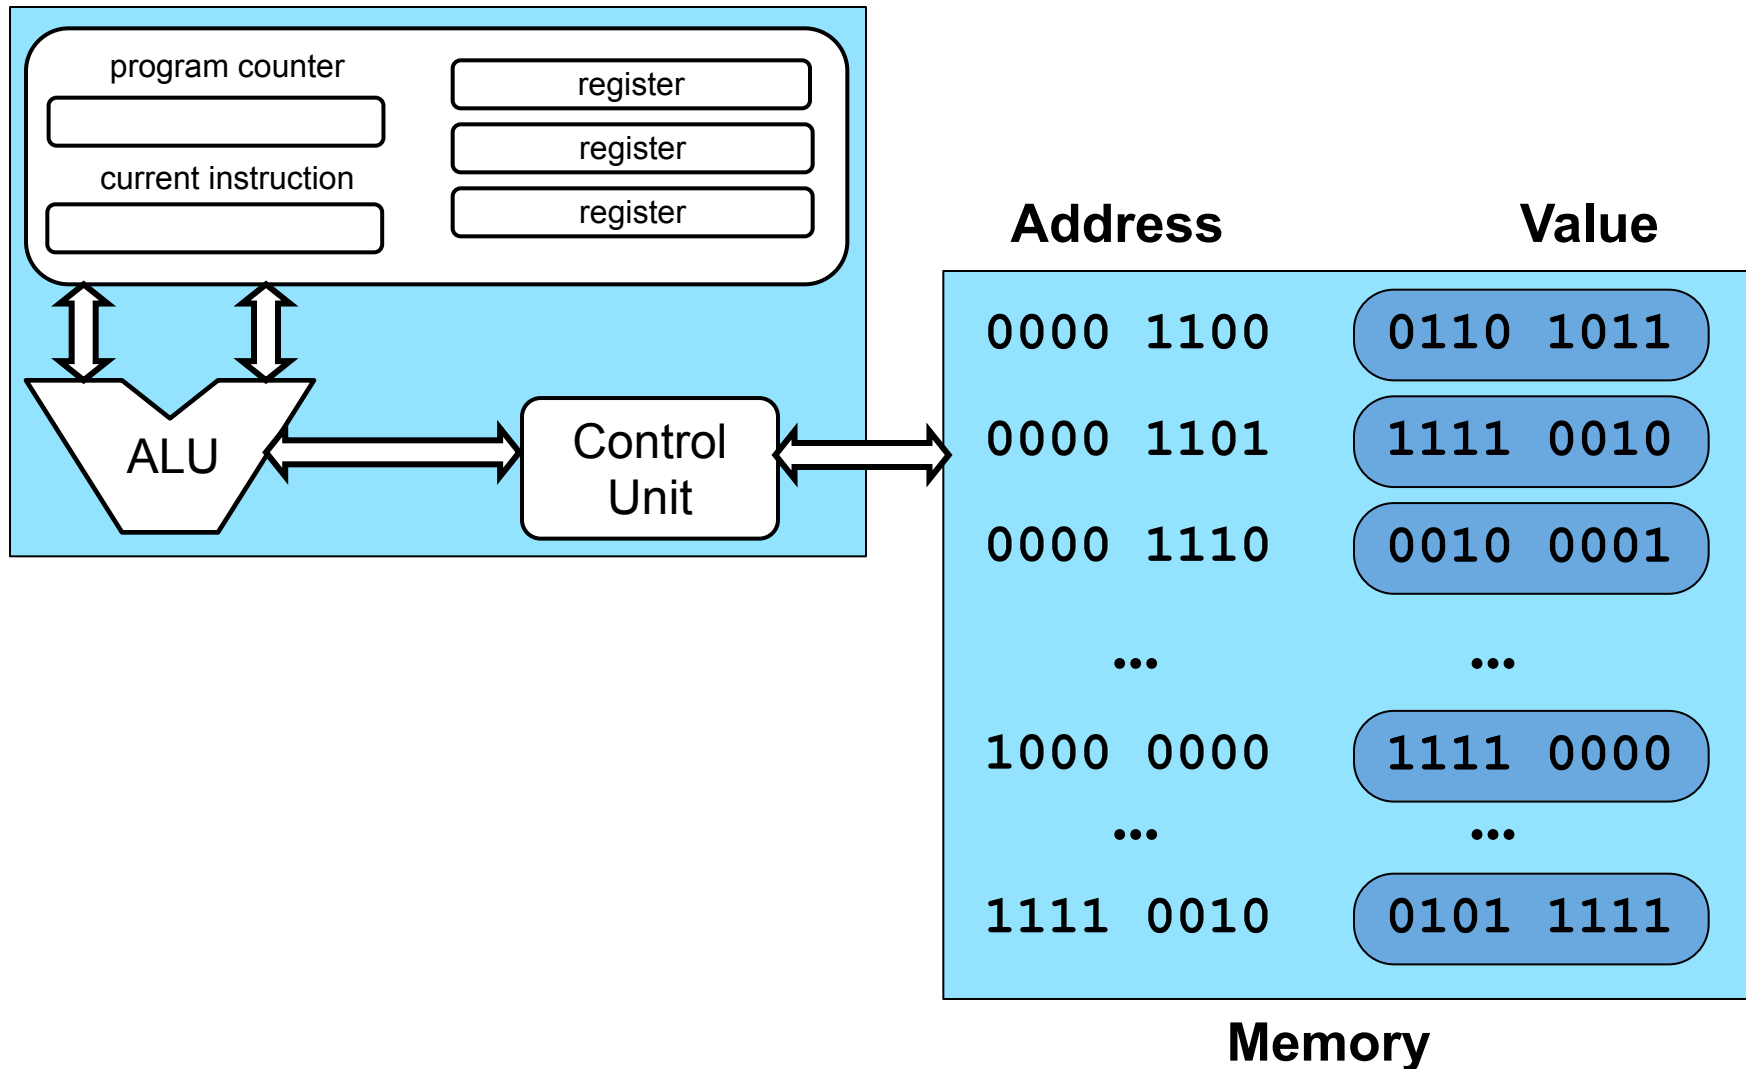 program counter
register
register
current instruction
register
ALU
Control
Unit
Address Value
0000 1100 0110 1011
0000 1101 1111 0010
0000 1110 0010 0001
... ...
1000 0000 1111 0000
... ...
1111 0010 0101 1111
Memory